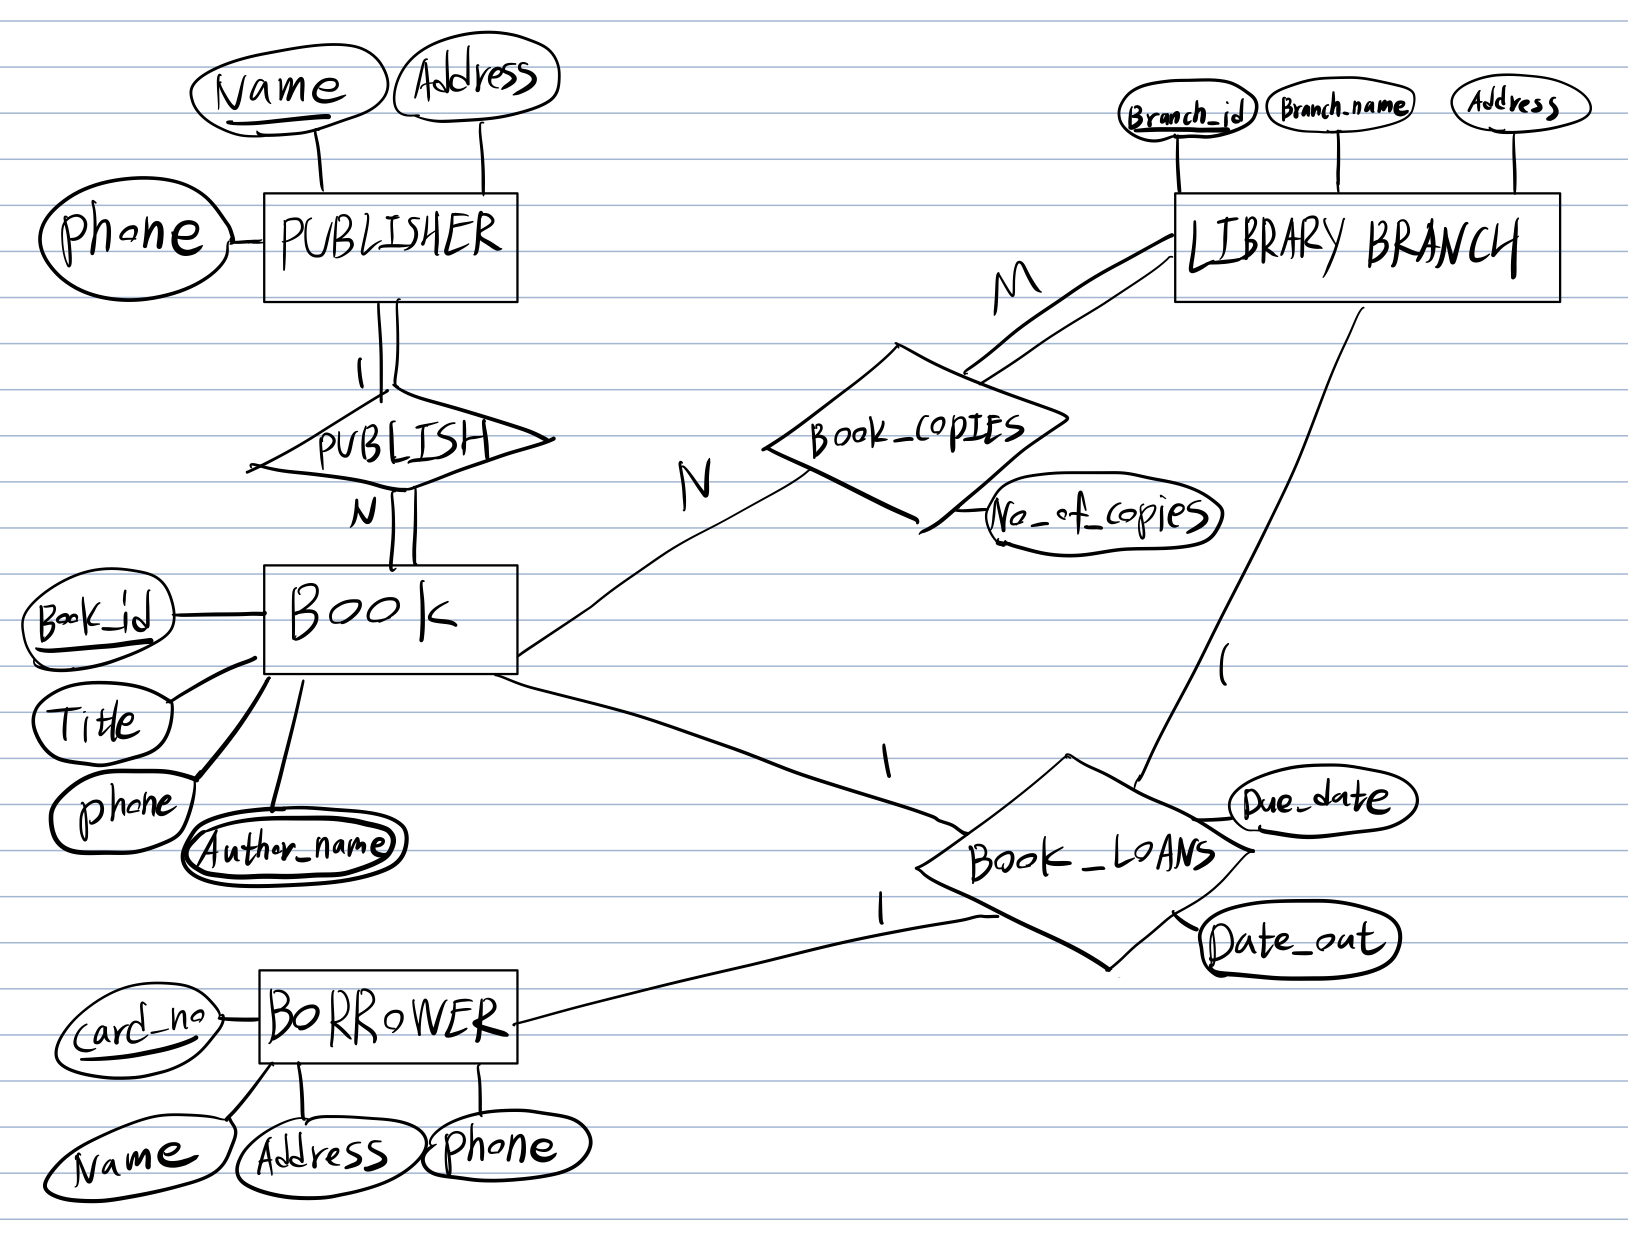 Name
Address
Branch_id
Branch_name
Address
phone
PUBLISHER
LIBRARY BRANCH
M
1
BOOK_COPIES
PUBLISH
N
N
No_of_copies
Book_id
BOOK
Title
1
1
phone
Due_date
Author_name
BOOK_LOANS
1
Date_out
card_no
BORROWER
Name
Address
phone